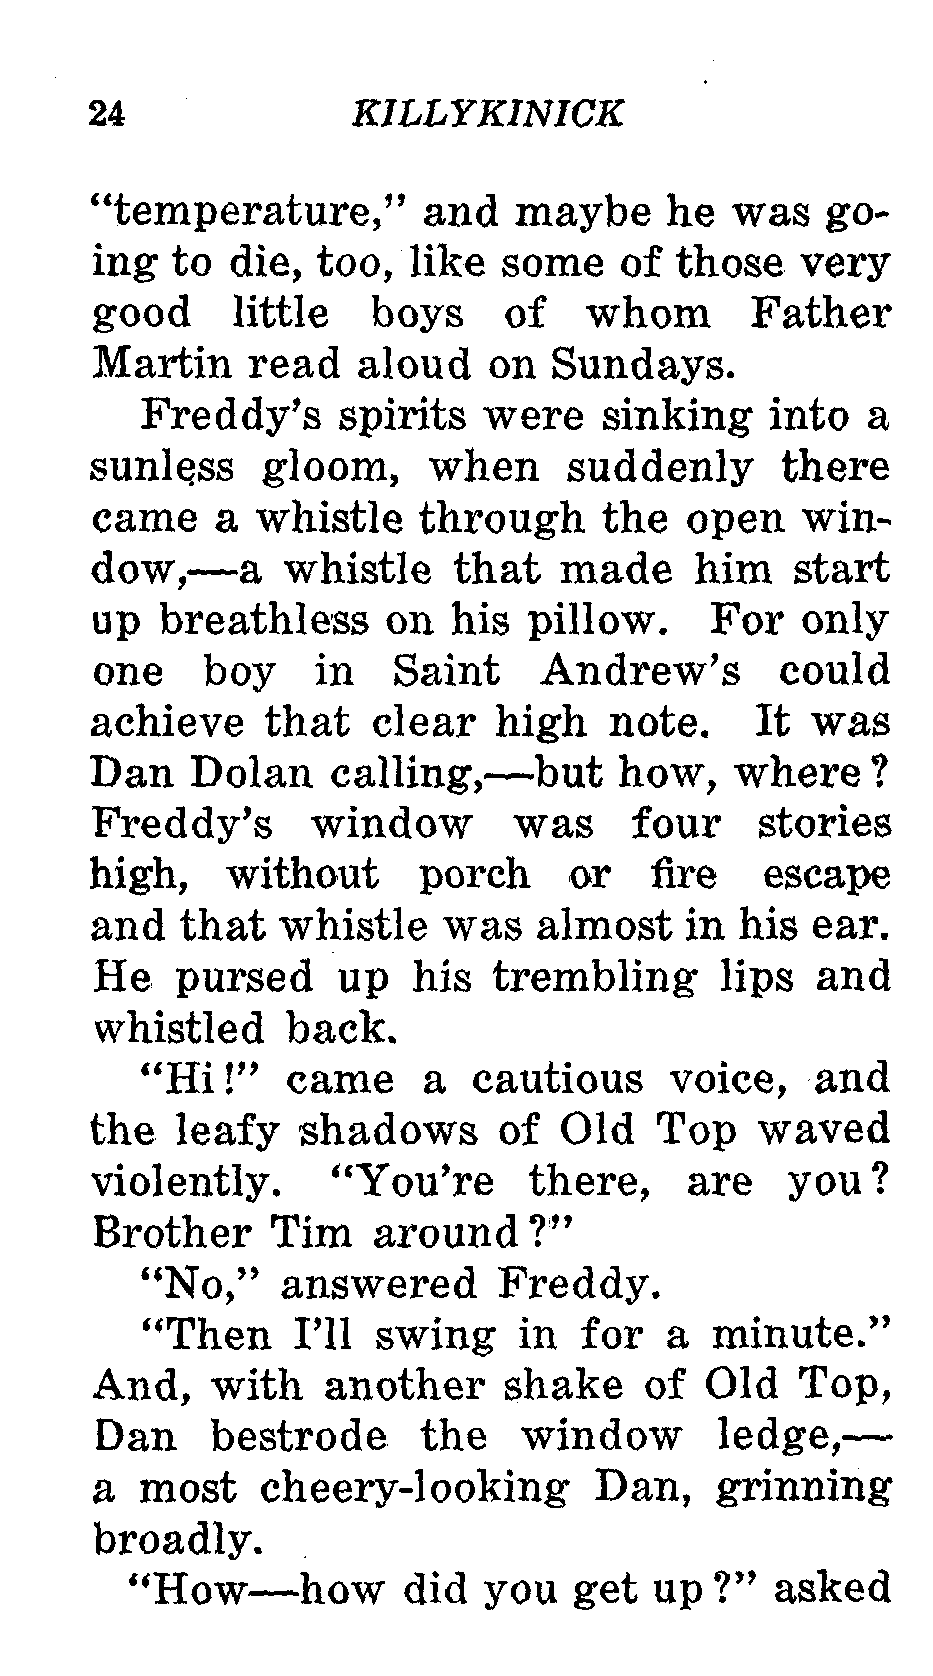 24 KILLYKINICK
“temperature,” and maybe he was go-
ing to die, too, like some of those very
good little boys of whom Father
Martin read aloud on Sundays.
Freddy’s spirits were sinking into a
sunless gloom, when suddenly there
came a whistle through the open win-
dow,—a whistle that made him start
up breathless on his pillow. For only
one boy in Saint Andrew’s could
achieve that clear high note. It was
Dan Dolan calling,—but how, where?
Freddy’s window was four stories
high, without porch or fire escape
and that whistle was almost in his ear.
He pursed up his trembling lips and
whistled back.
“Hi!” came a cautious voice, and
the leafy shadows of Old Top waved
violently. “You’re there, are you?
Brother Tim around?”
“No,” answered Freddy.
“Then I’ll swing in for a minute.”
And, with another shake of Old Top,
Dan bestrode the window ledge,—
a most cheery-looking Dan, grinning
broadly.
“How—how did you get up?” asked